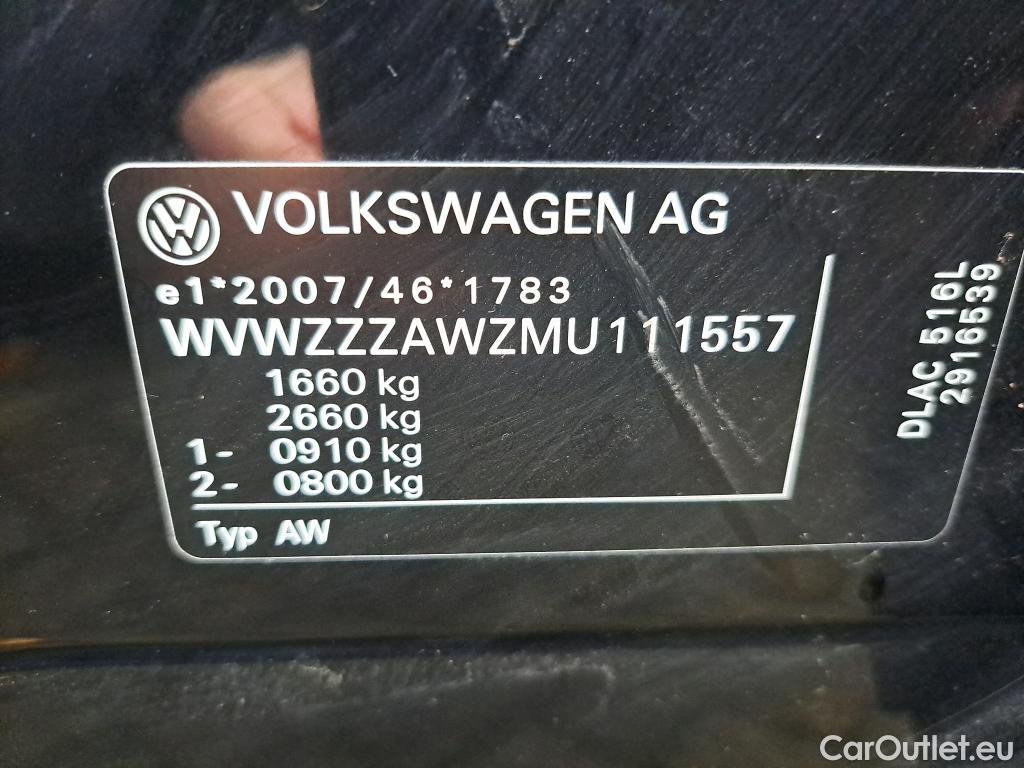 VOLKSWAGEN AG
e1*2007/46*1783
WVWZZZAWZMU111557
1660 kg
2660 kg
1- 0910 kg
2- 0800 kg
Typ AW
DLAC 516L
2916539
CarOutlet.eu